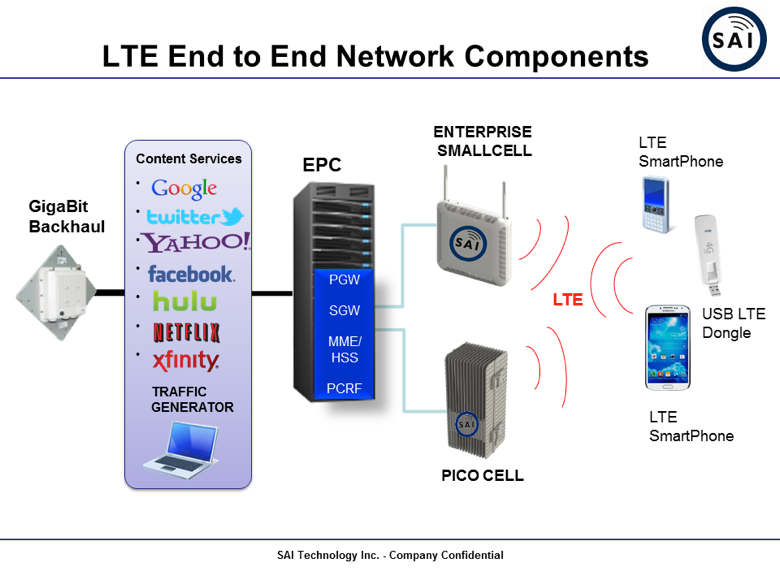 LTE End to End Network Components
SAI
GigaBit
Backhaul
Content Services
• Google
• twitter
• YAHOO!
• facebook.
• hulu
• NETFLIX
• xfinity.
TRAFFIC
GENERATOR
EPC
PGW
SGW
MME/
HSS
PCRF
ENTERPRISE
SMALLCELL
SAI
SAI
PICO CELL
LTE
LTE
SmartPhone
4G
USB LTE
Dongle
LTE
SmartPhone
SAI Technology Inc. - Company Confidential